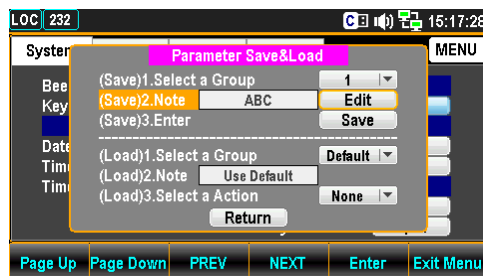 LOC 232 C 15:17:28
System MENU
Parameter Save&Load
Bee
Key
Date
Time
Time
(Save)1.Select a Group 1
(Save)2.Note ABC Edit
(Save)3.Enter Save
(Load)1.Select a Group Default
(Load)2.Note Use Default
(Load)3.Select a Action None
Return
Page Up Page Down PREV NEXT Enter Exit Menu